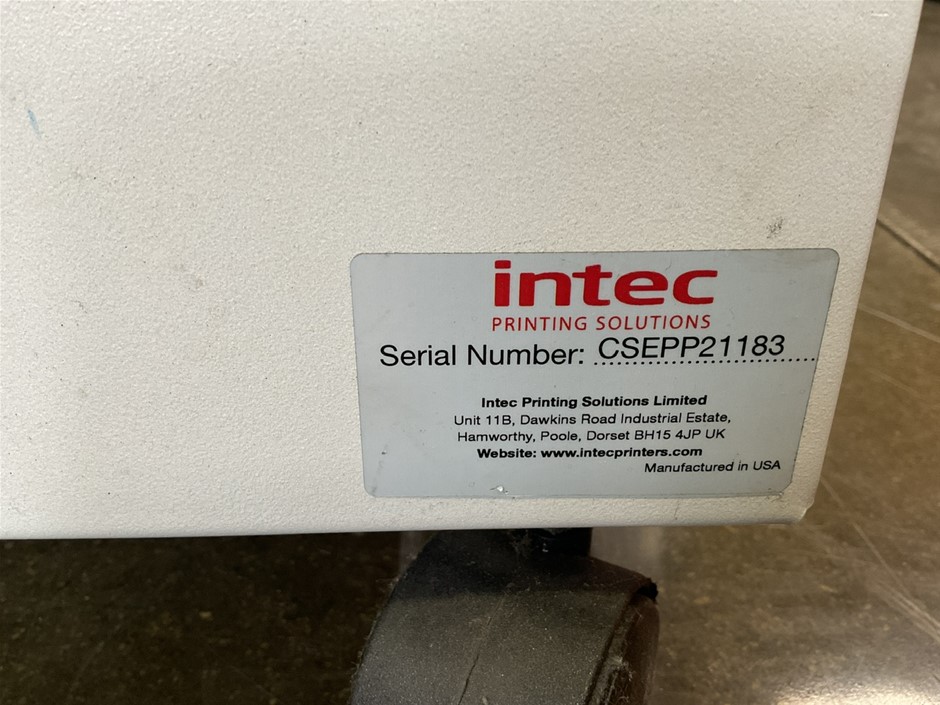 intec
PRINTING SOLUTIONS
Serial Number: CSEPP21183
Intec Printing Solutions Limited
Unit 11B, Dawkins Road Industrial Estate,
Hamworthy, Poole, Dorset BH15 4JP UK
Website: www.intecprinters.com
Manufactured in USA